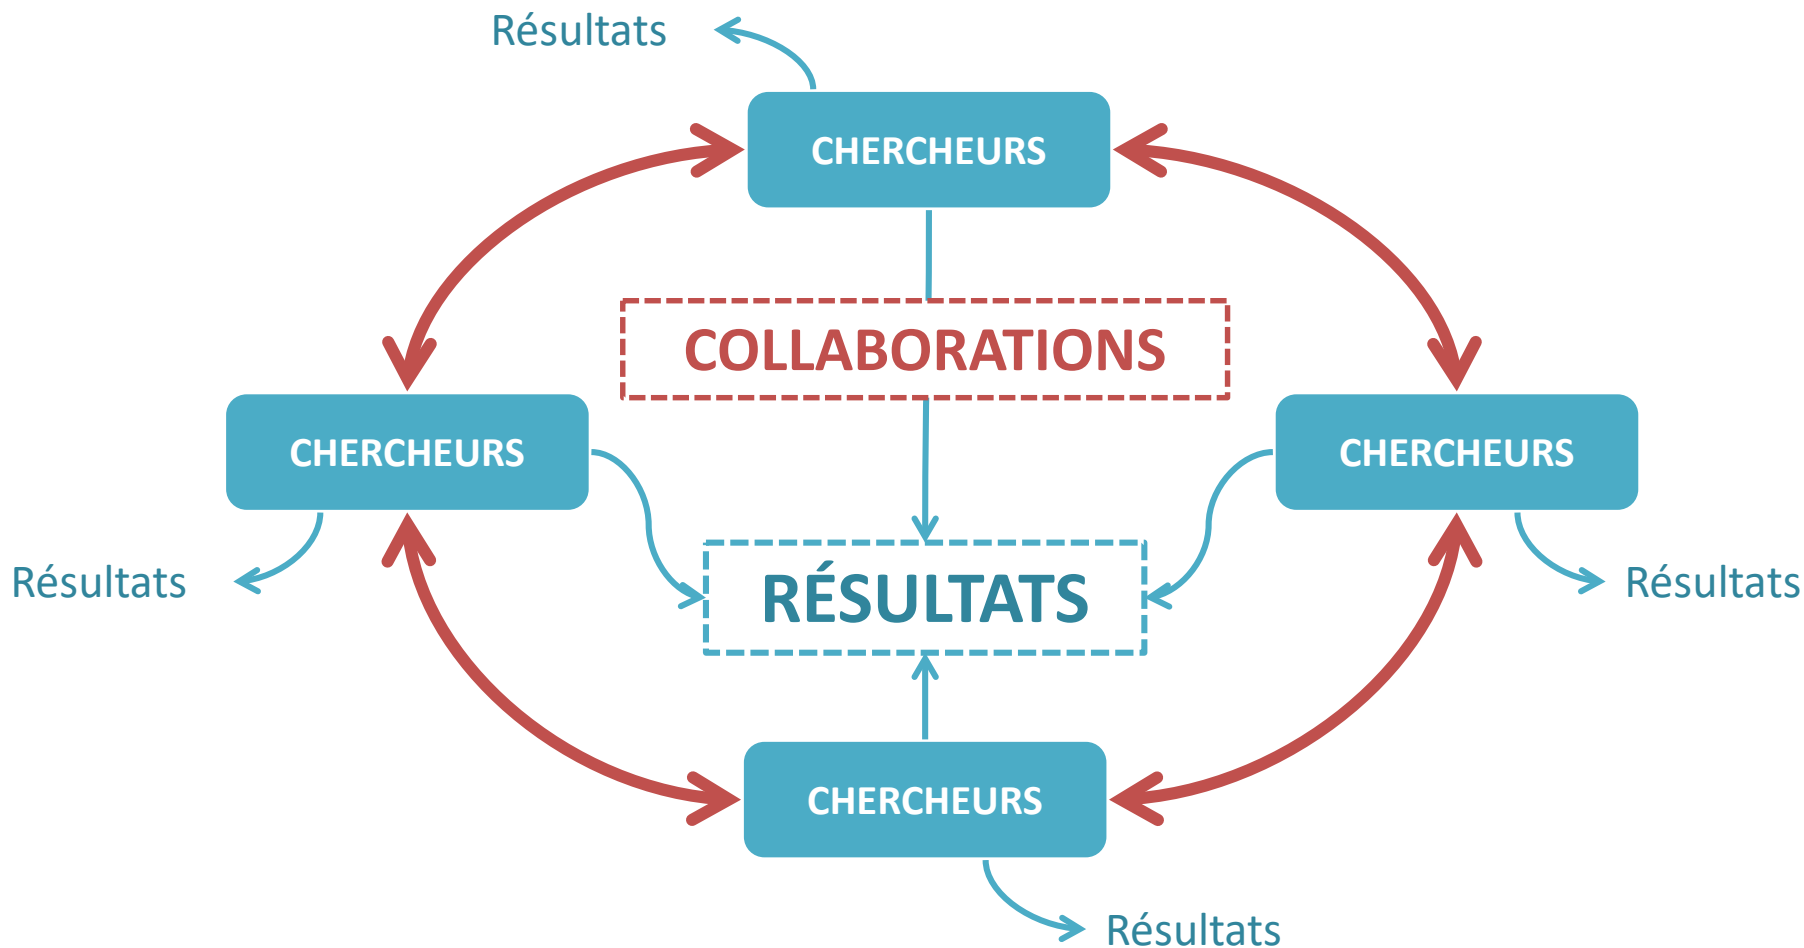 Résultats
CHERCHEURS
COLLABORATIONS
CHERCHEURS
CHERCHEURS
Résultats
RÉSULTATS
Résultats
CHERCHEURS
Résultats